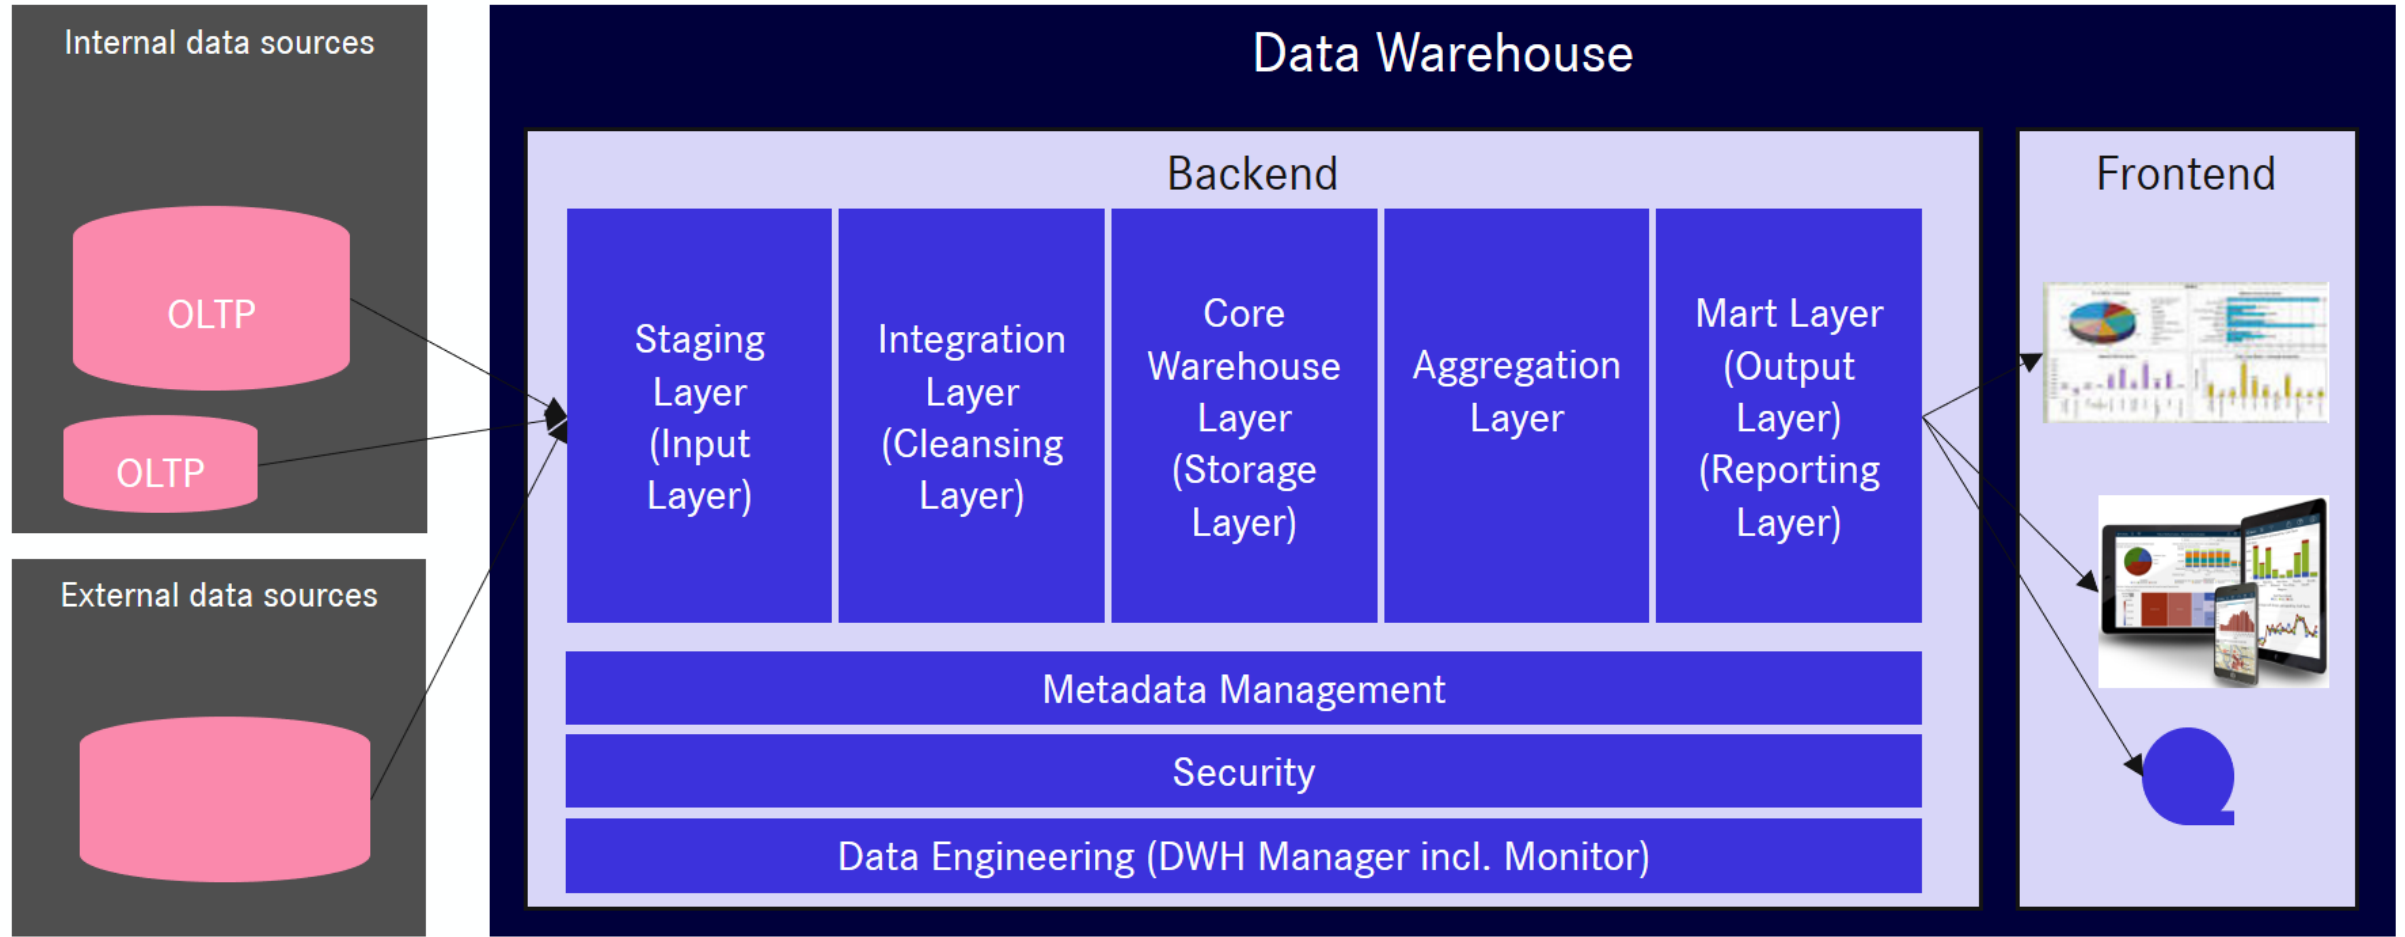 Internal data sources
OLTP
OLTP
External data sources
Data Warehouse
Backend
Staging
Layer
(Input
Layer)
Integration
Layer
(Cleansing
Layer)
Core
Warehouse
Layer
(Storage
Layer)
Aggregation
Layer
Mart Layer
(Output
Layer)
(Reporting
Layer)
Metadata Management
Security
Data Engineering (DWH Manager incl. Monitor)
Frontend